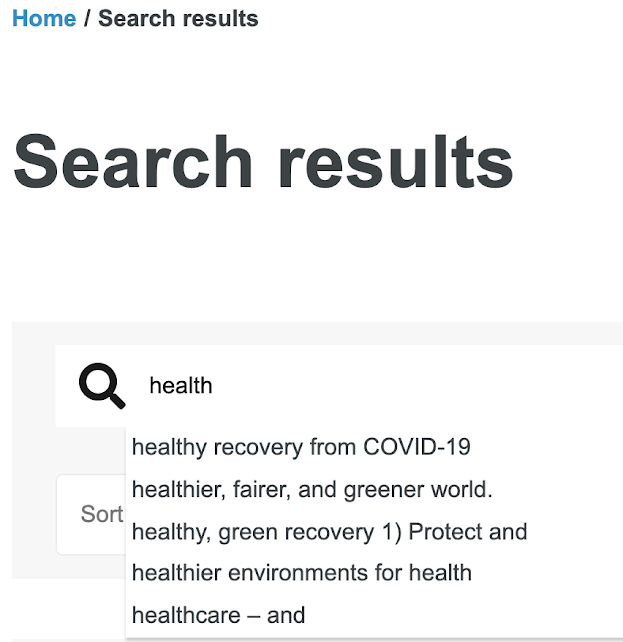 Home / Search results
Search results
health
healthy recovery from COVID-19
healthier, fairer, and greener world.
Sort
healthy, green recovery 1) Protect and
healthier environments for health
healthcare – and